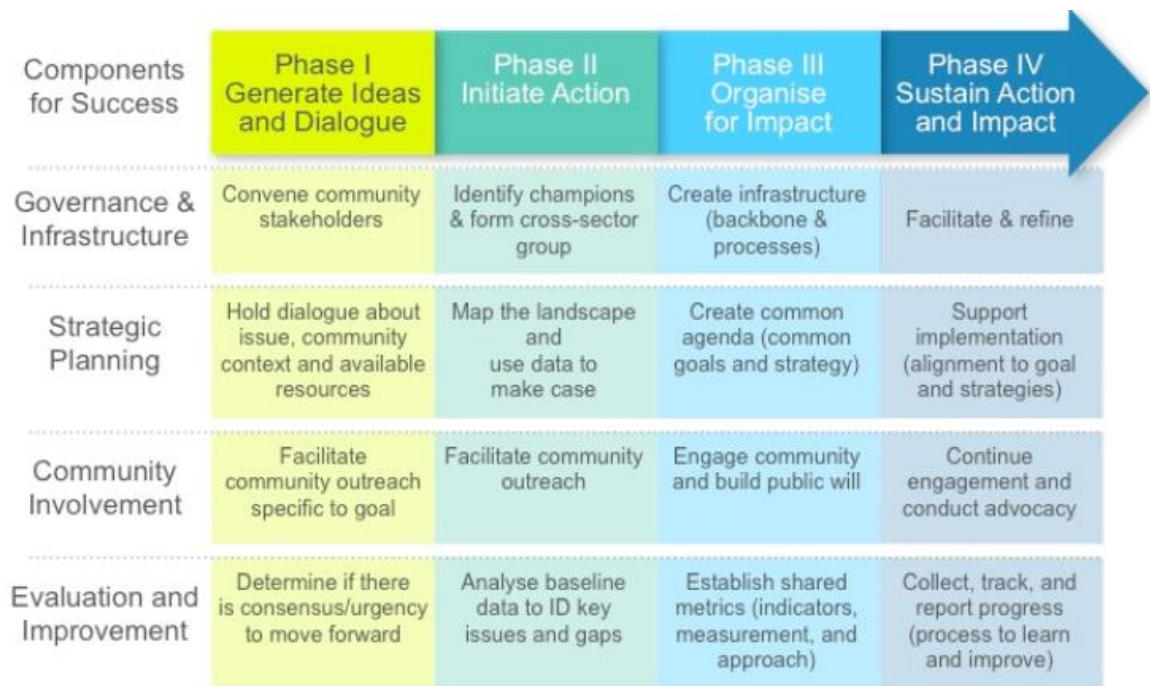 Components
for Success
Phase I
Generate Ideas
and Dialogue
Phase II
Initiate Action
Phase III
Organise
for Impact
Phase IV
Sustain Action
and Impact
Governance &
Infrastructure
Convene community
stakeholders
Identify champions
& form cross-sector
group
Create infrastructure
(backbone &
processes)
Facilitate & refine
Strategic
Planning
Hold dialogue about
issue, community
context and available
resources
Map the landscape
and
use data to
make case
Create common
agenda (common
goals and strategy)
Support
implementation
(alignment to goal
and strategies)
Community
Involvement
Facilitate
community outreach
specific to goal
Facilitate community
outreach
Engage community
and build public will
Continue
engagement and
conduct advocacy
Evaluation and
Improvement
Determine if there
is consensus/urgency
to move forward
Analyse baseline
data to ID key
issues and gaps
Establish shared
metrics (indicators,
measurement, and
approach)
Collect, track, and
report progress
(process to learn
and improve)